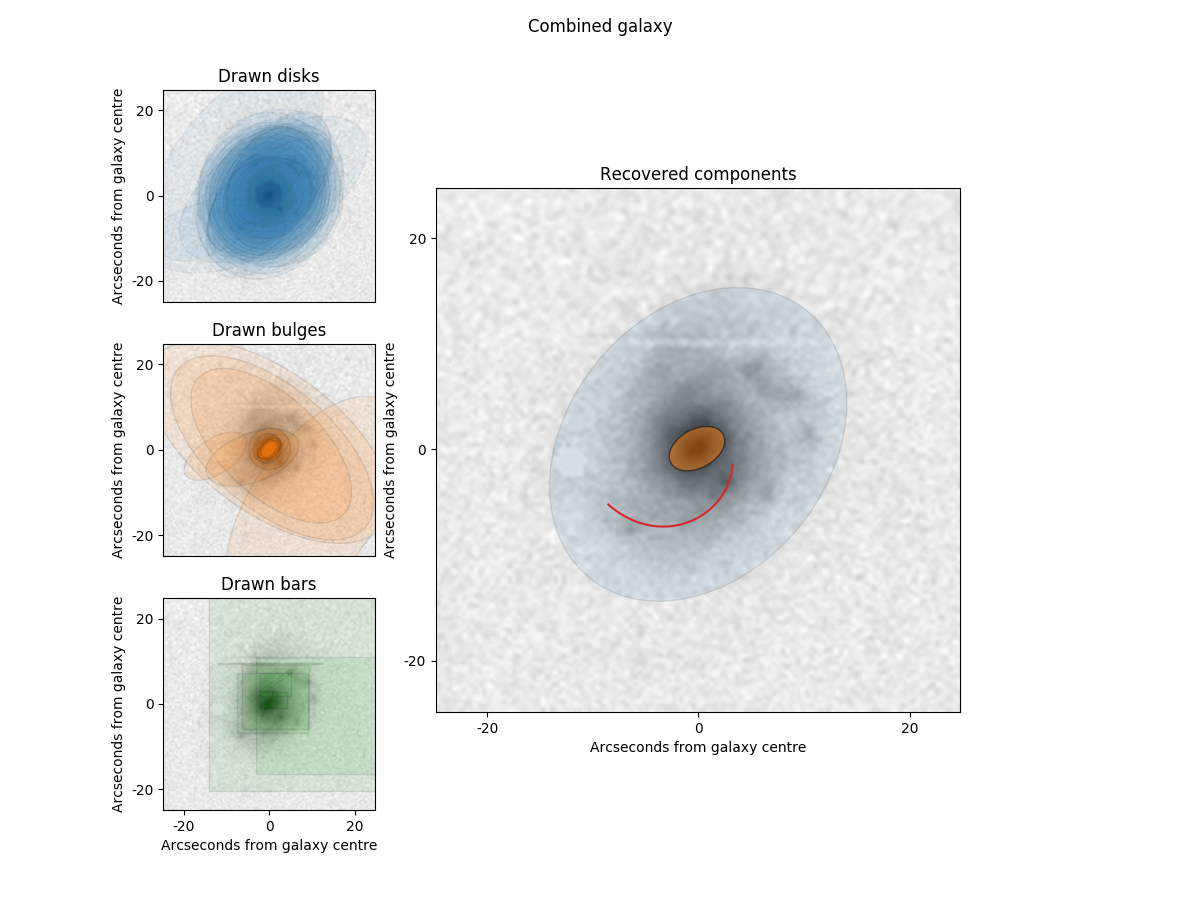 Combined galaxy
Drawn disks
Arcseconds from galaxy centre
20
0
-20
Drawn bulges
Arcseconds from galaxy centre
20
0
-20
Drawn bars
Arcseconds from galaxy centre
20
0
-20
-20 0 20
Arcseconds from galaxy centre
Recovered components
Arcseconds from galaxy centre
20
0
-20
-20 0 20
Arcseconds from galaxy centre